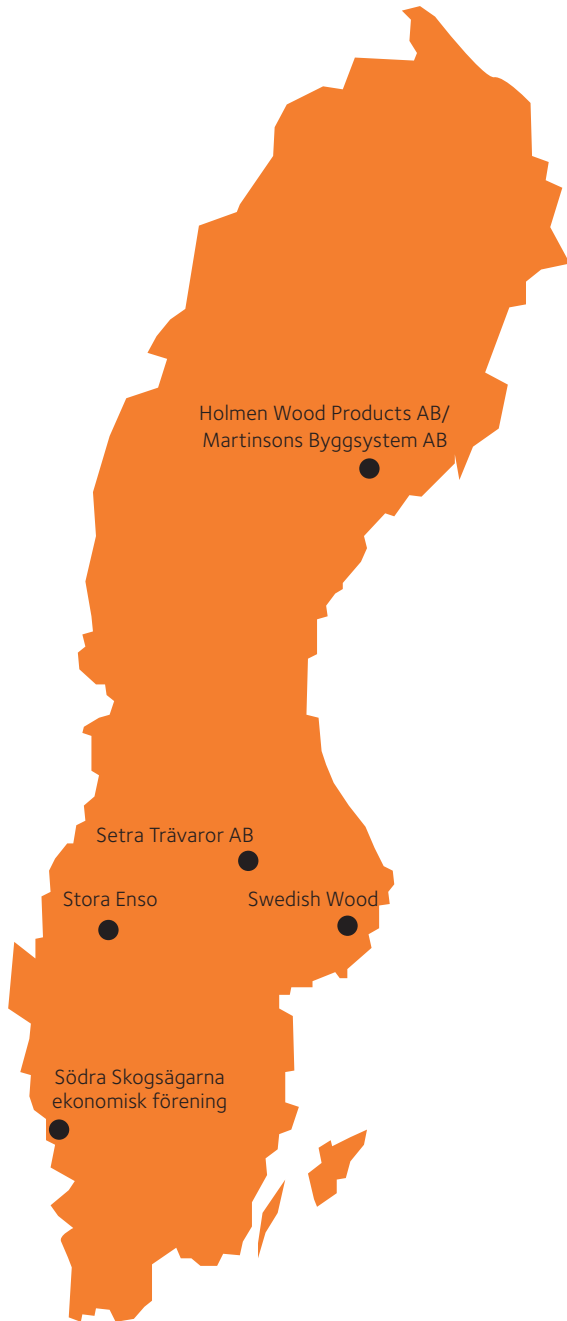 Holmen Wood Products AB/
Martinsons Byggsystem AB
Setra Trävaror AB
Stora Enso
Swedish Wood
Södra Skogsägarna
ekonomisk förening